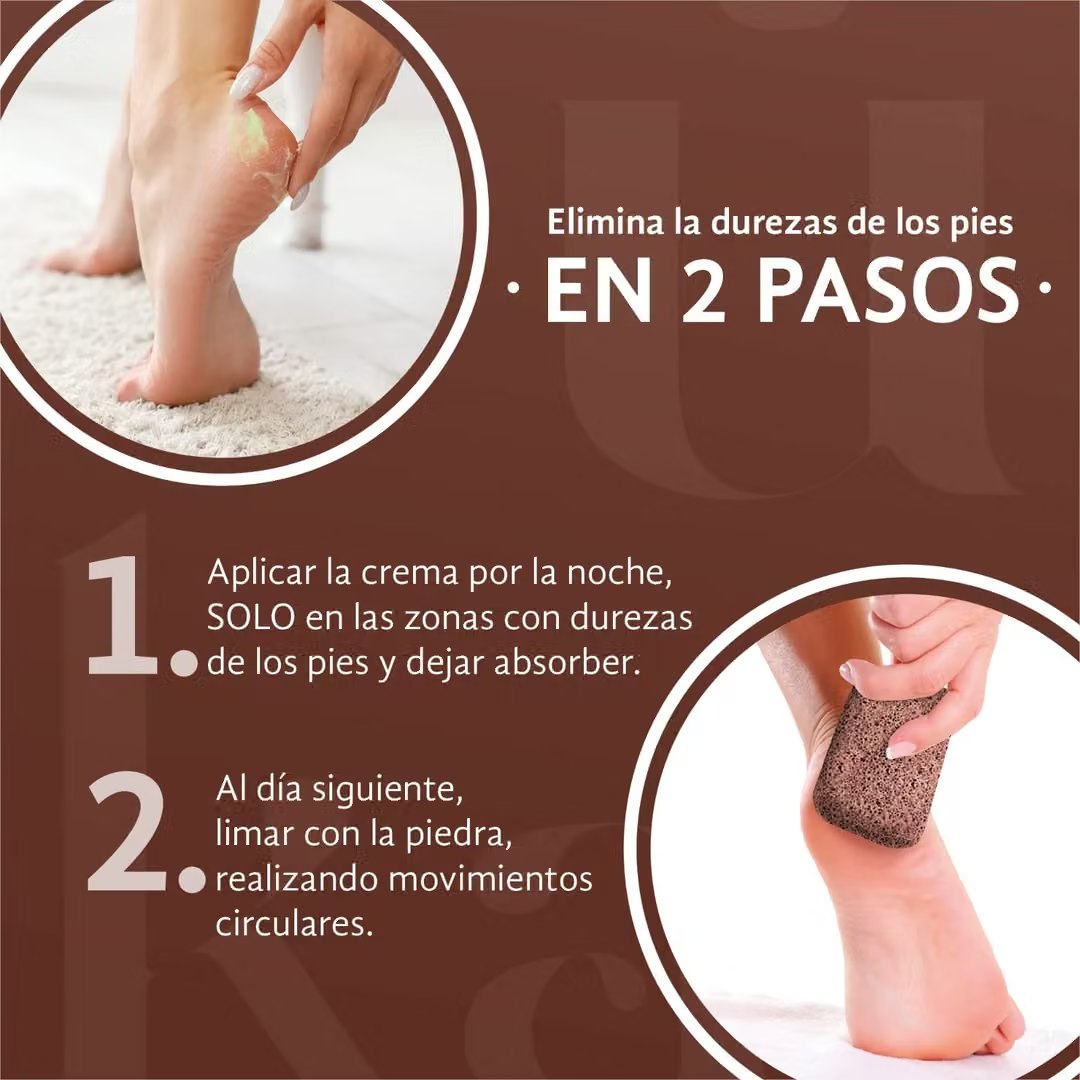 Elimina la durezas de los pies
· EN 2 PASOS ·
1. Aplicar la crema por la noche,
SOLO en las zonas con durezas
de los pies y dejar absorber.
2. Al día siguiente,
limar con la piedra,
realizando movimientos
circulares.